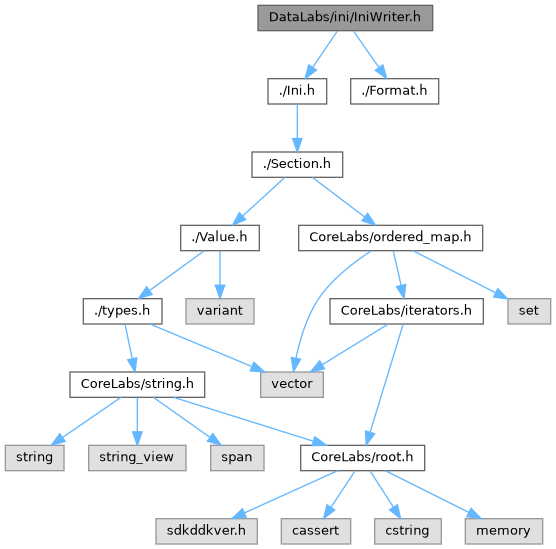 DataLabs/ini/IniWriter.h
./Ini.h
./Format.h
./Section.h
./Value.h
CoreLabs/ordered_map.h
./types.h
variant
CoreLabs/iterators.h
set
CoreLabs/string.h
vector
string
string_view
span
CoreLabs/root.h
sdkddkver.h
cassert
cstring
memory